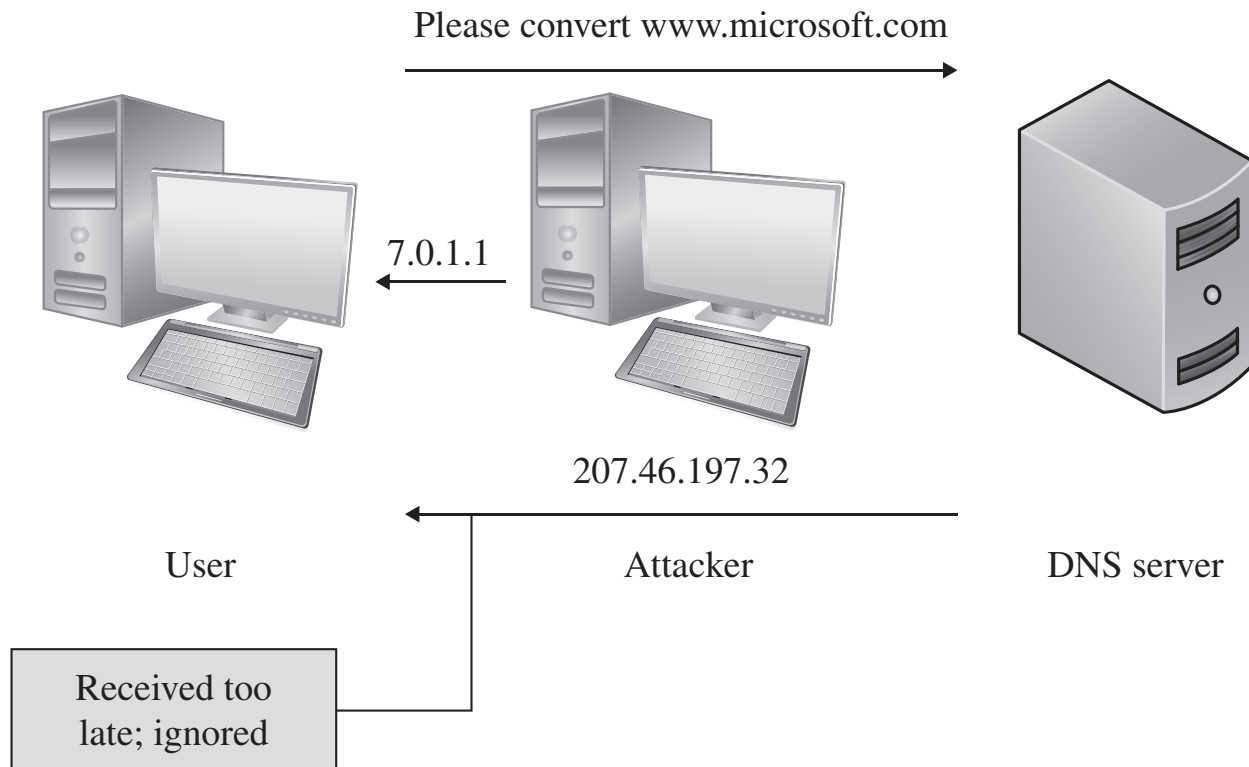 Please convert www.microsoft.com
7.0.1.1
207.46.197.32
User
Attacker
DNS server
Received too
late; ignored